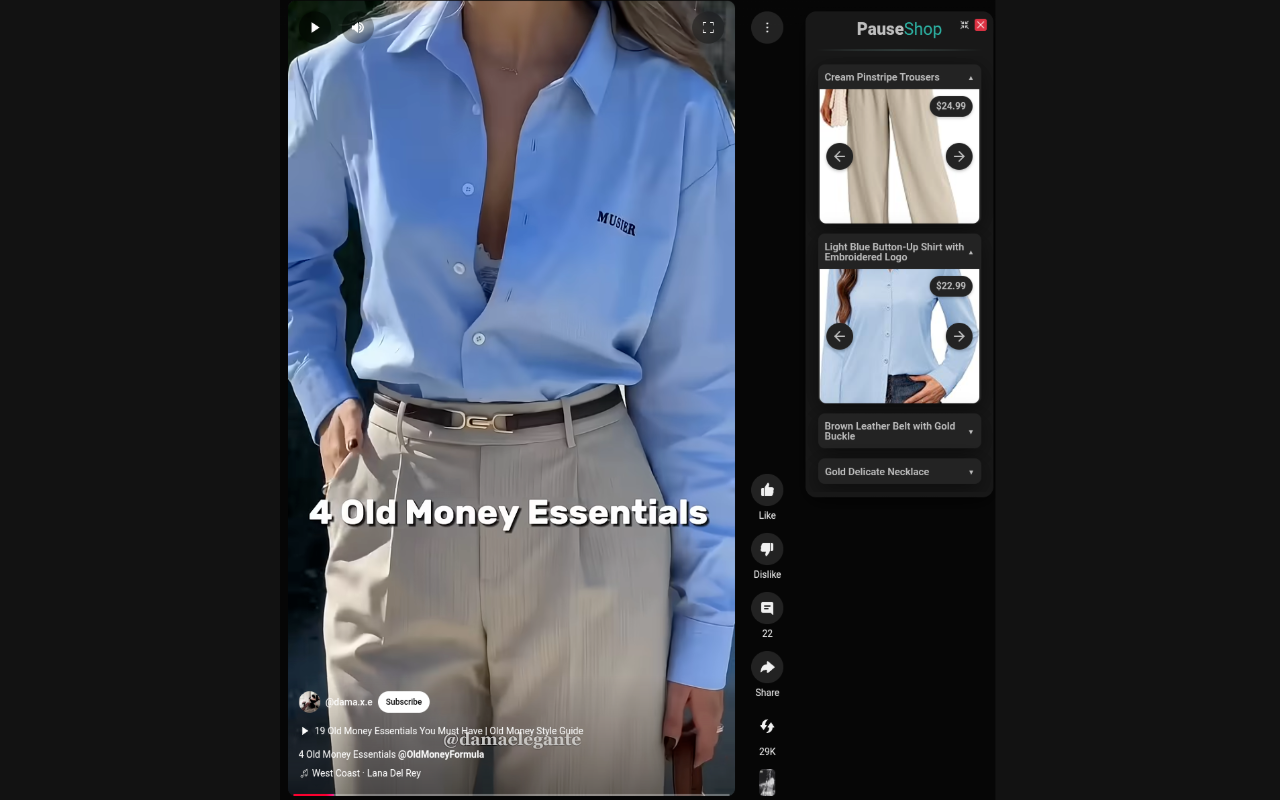 MUSIER
4 Old Money Essentials
@dama.x.e
Subscribe
19 Old Money Essentials You Must Have | Old Money Style Guide
@damaelegante
4 Old Money Essentials @OldMoneyFormula
West Coast · Lana Del Rey
Like
Dislike
22
Share
29K
PauseShop
Cream Pinstripe Trousers
$24.99
Light Blue Button-Up Shirt with
Embroidered Logo
$22.99
Brown Leather Belt with Gold
Buckle
Gold Delicate Necklace